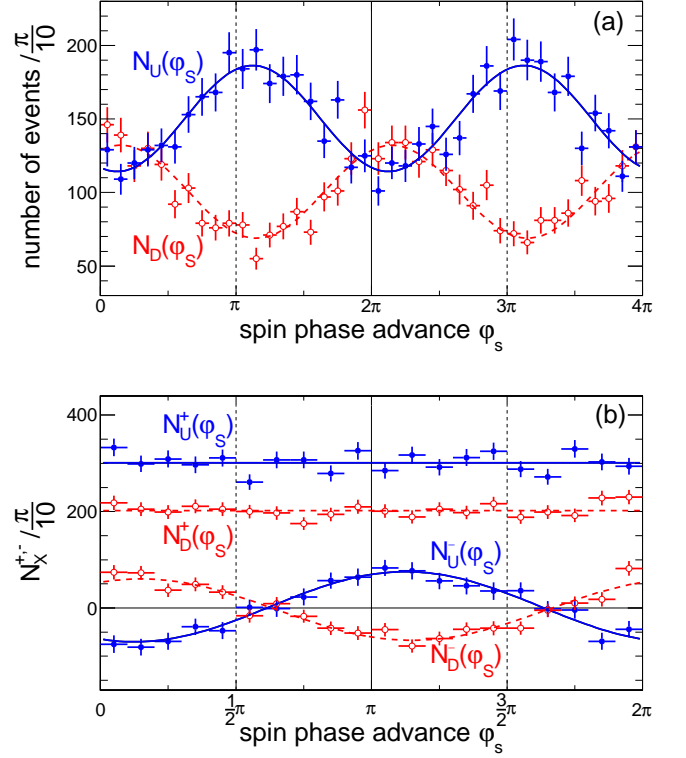 (a)
number of events / π/10
N_U(φ_S)
N_D(φ_S)
200
150
100
50
0 π 2π 3π 4π
spin phase advance φ_s
(b)
N_X^{+,-} / π/10
N_U^+(φ_S)
N_D^+(φ_S)
N_U^-(φ_S)
N_D^-(φ_S)
400
200
0
0 1/2π π 3/2π 2π
spin phase advance φ_s